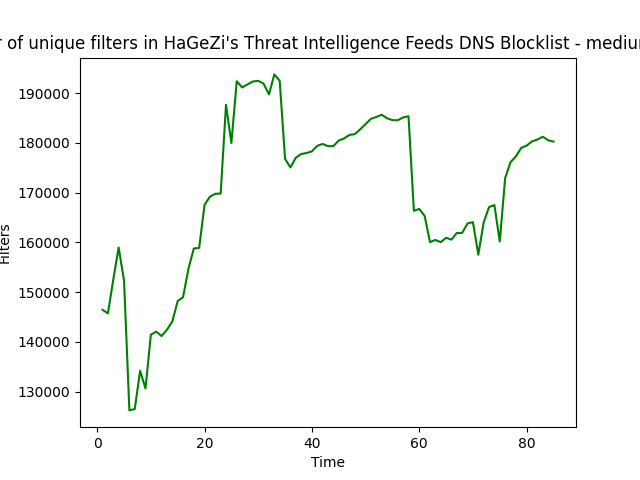 r of unique filters in HaGeZi's Threat Intelligence Feeds DNS Blocklist - mediu
190000
180000
170000
160000
150000
140000
130000
Filters
0 20 40 60 80
Time